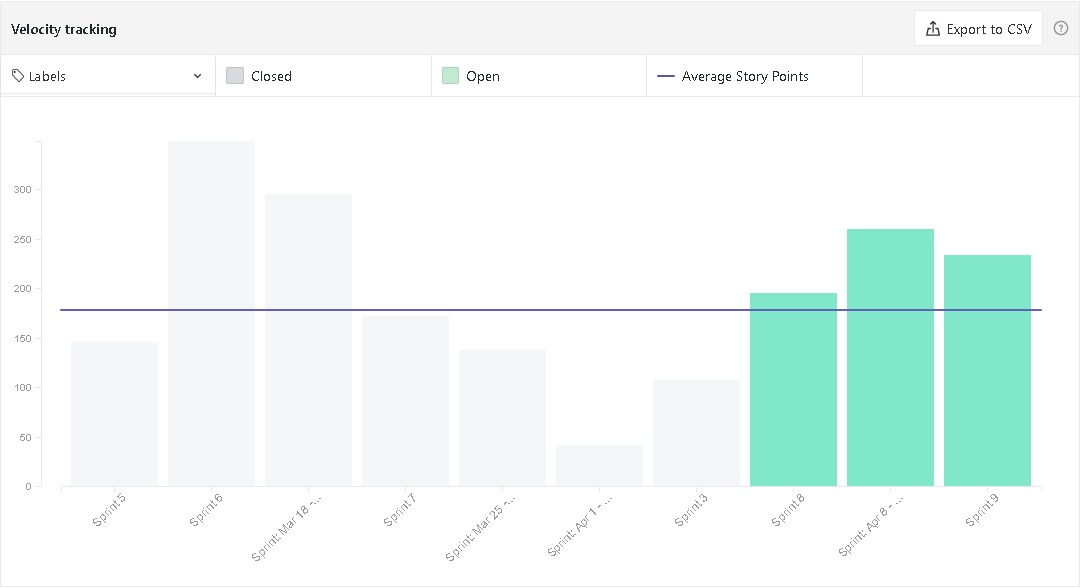 Velocity tracking
Export to CSV
?
Labels
Closed
Open
Average Story Points
300
250
200
150
100
50
0
Sprint 5
Sprint 6
Sprint: Mar 18 -...
Sprint 7
Sprint: Mar 25 -...
Sprint: Apr 1 - ...
Sprint 3
Sprint 8
Sprint: Apr 8 - ...
Sprint 9